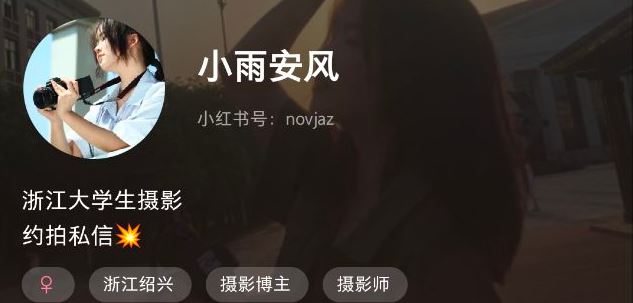 小雨安风
小红书号：novjaz
浙江大学生摄影
约拍私信💥
♀ 浙江绍兴 摄影博主 摄影师